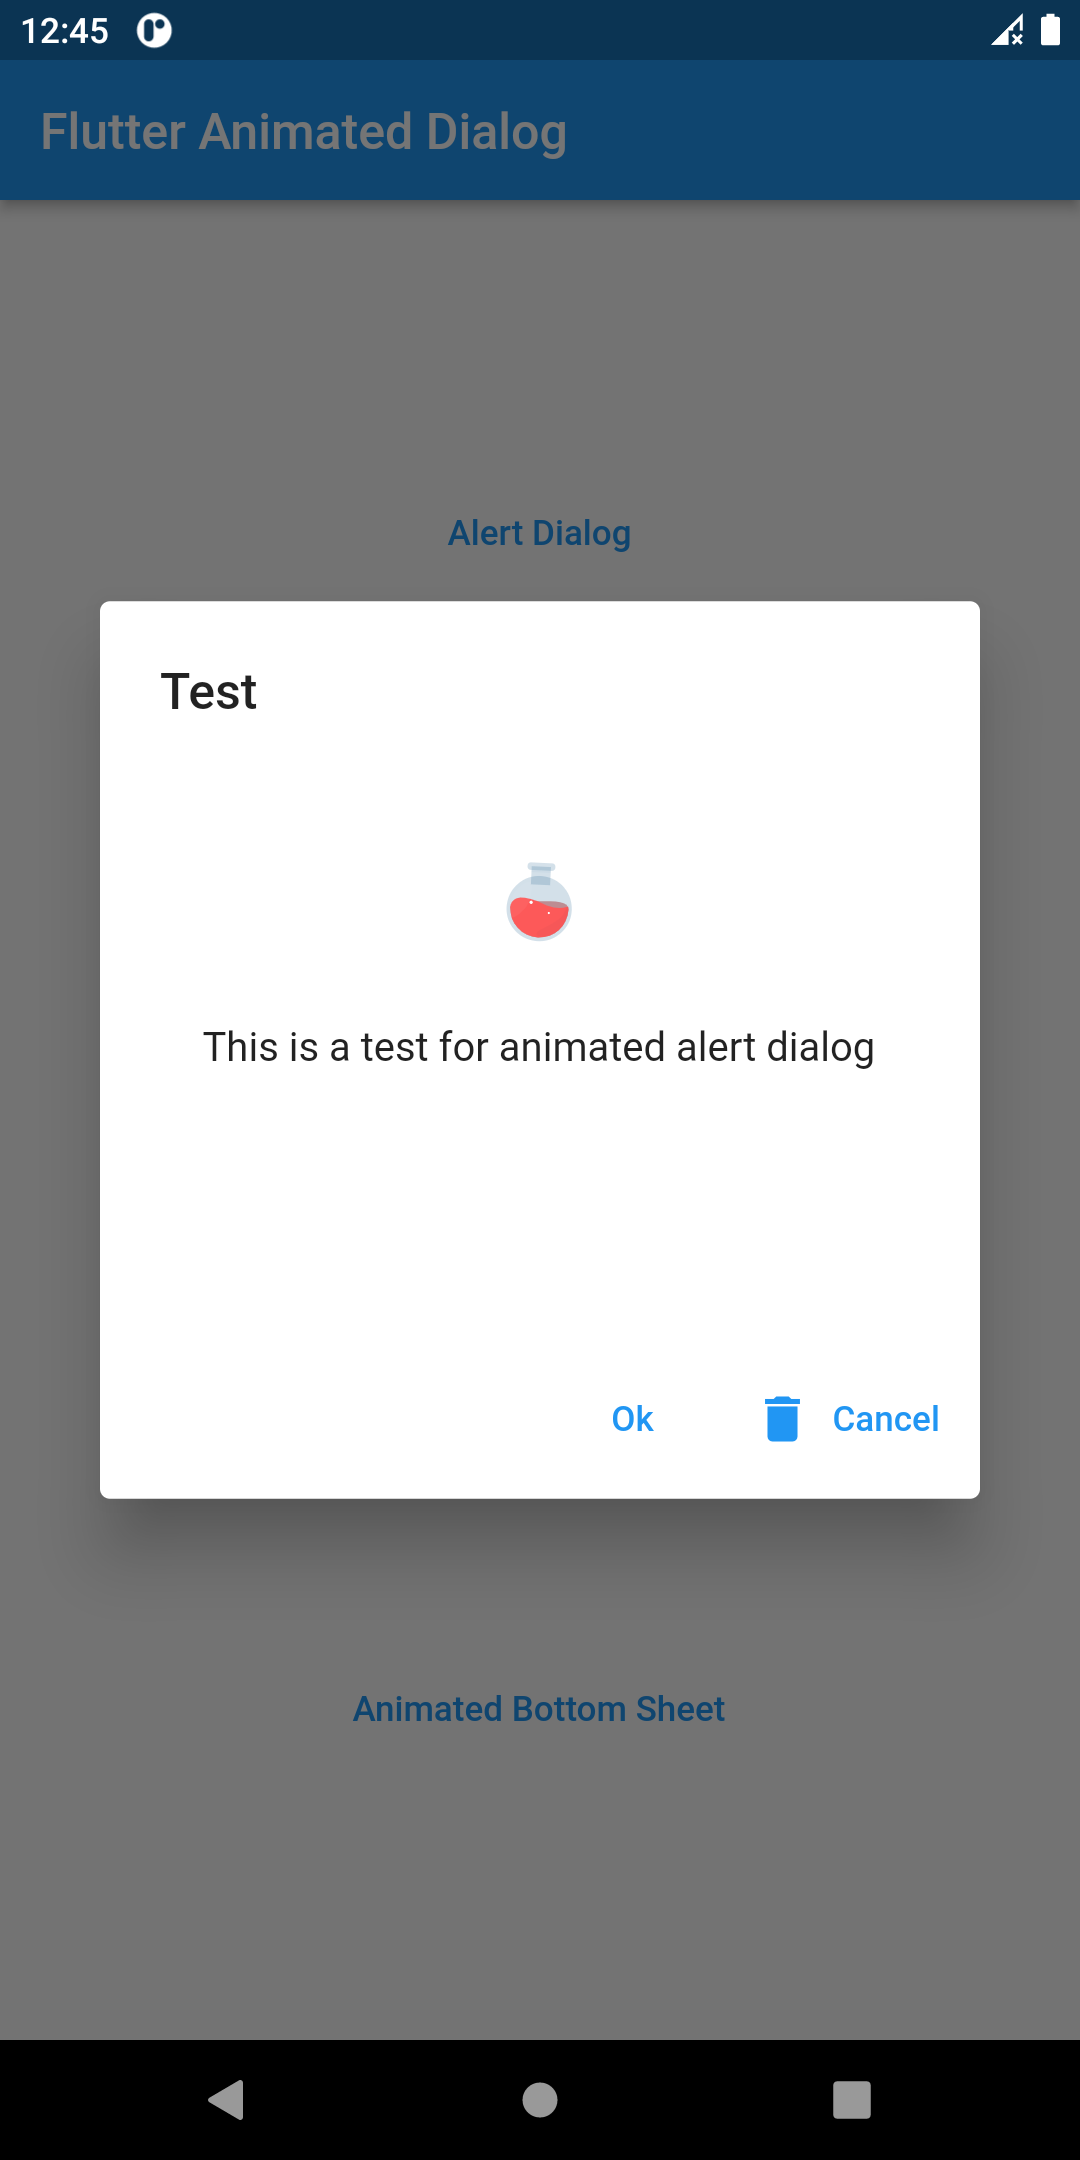 12:45
Flutter Animated Dialog
Alert Dialog
Test
This is a test for animated alert dialog
Ok
Cancel
Animated Bottom Sheet